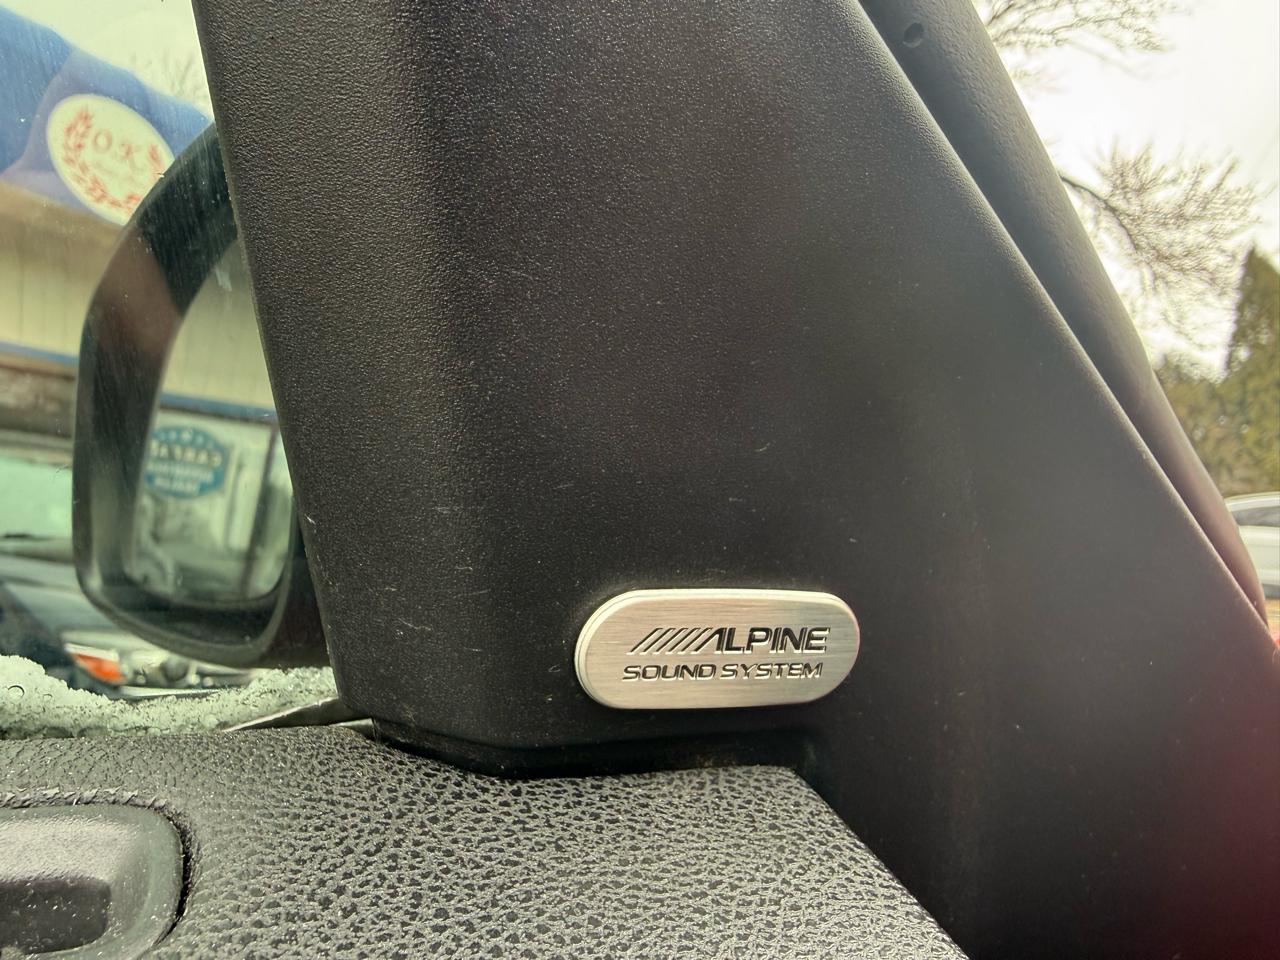 O.K.
ALPINE
SOUND SYSTEM